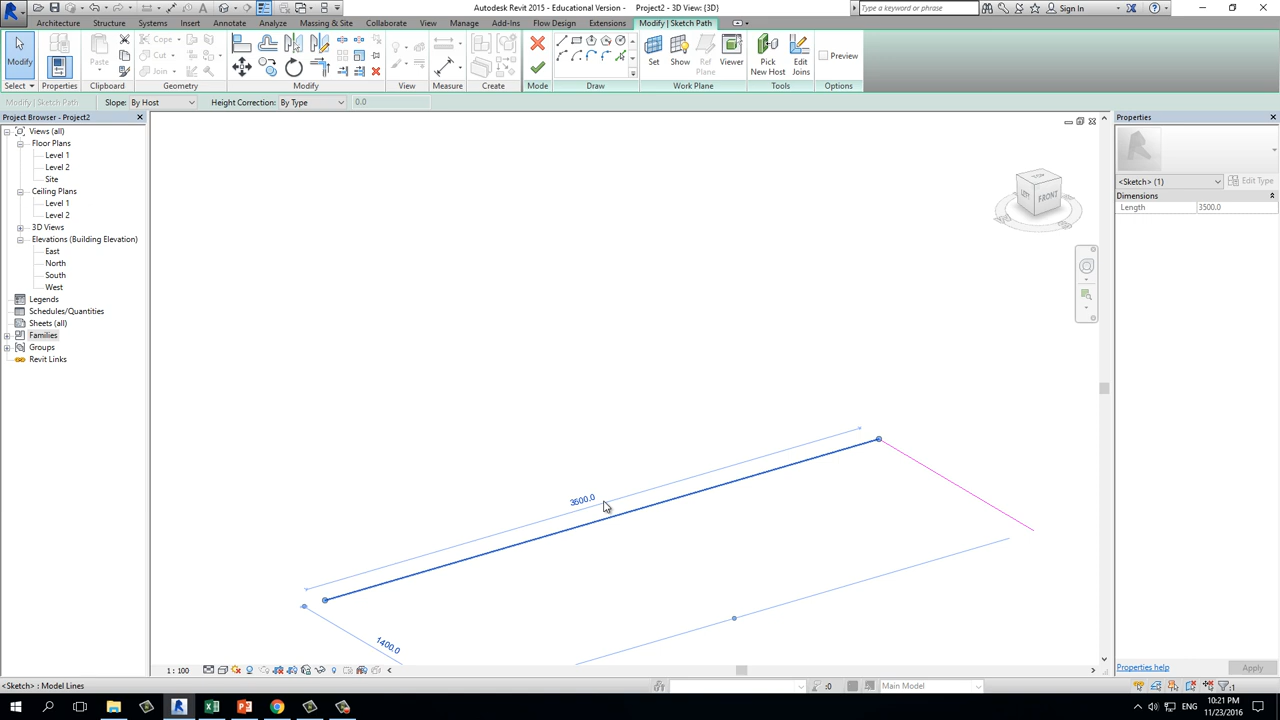 Autodesk Revit 2015 - Educational Version - Project2 - 3D View: {3D}
Type a keyword or phrase
Sign In
Architecture Structure Systems Insert Annotate Analyze Massing & Site Collaborate View Manage Add-Ins Flow Design Extensions Modify | Sketch Path
Modify Paste Cope Cut Join Set Show Ref Plane Viewer Pick New Host Edit Joins Preview
Select Properties Clipboard Geometry Modify View Measure Create Mode Draw Work Plane Tools Options
Modify | Sketch Path Slope: By Host Height Correction: By Type 0.0
Project Browser - Project2
Views (all)
Floor Plans
Level 1
Level 2
Site
Ceiling Plans
Level 1
Level 2
3D Views
Elevations (Building Elevation)
East
North
South
West
Legends
Schedules/Quantities
Sheets (all)
Families
Groups
Revit Links
TOP
LEFT
FRONT
3500.0
1400.0
Properties
<Sketch> (1) Edit Type
Dimensions
Length 3500.0
Properties help Apply
1 : 100
<Sketch> : Model Lines
:0
Main Model
:1
ENG
10:21 PM
11/23/2016